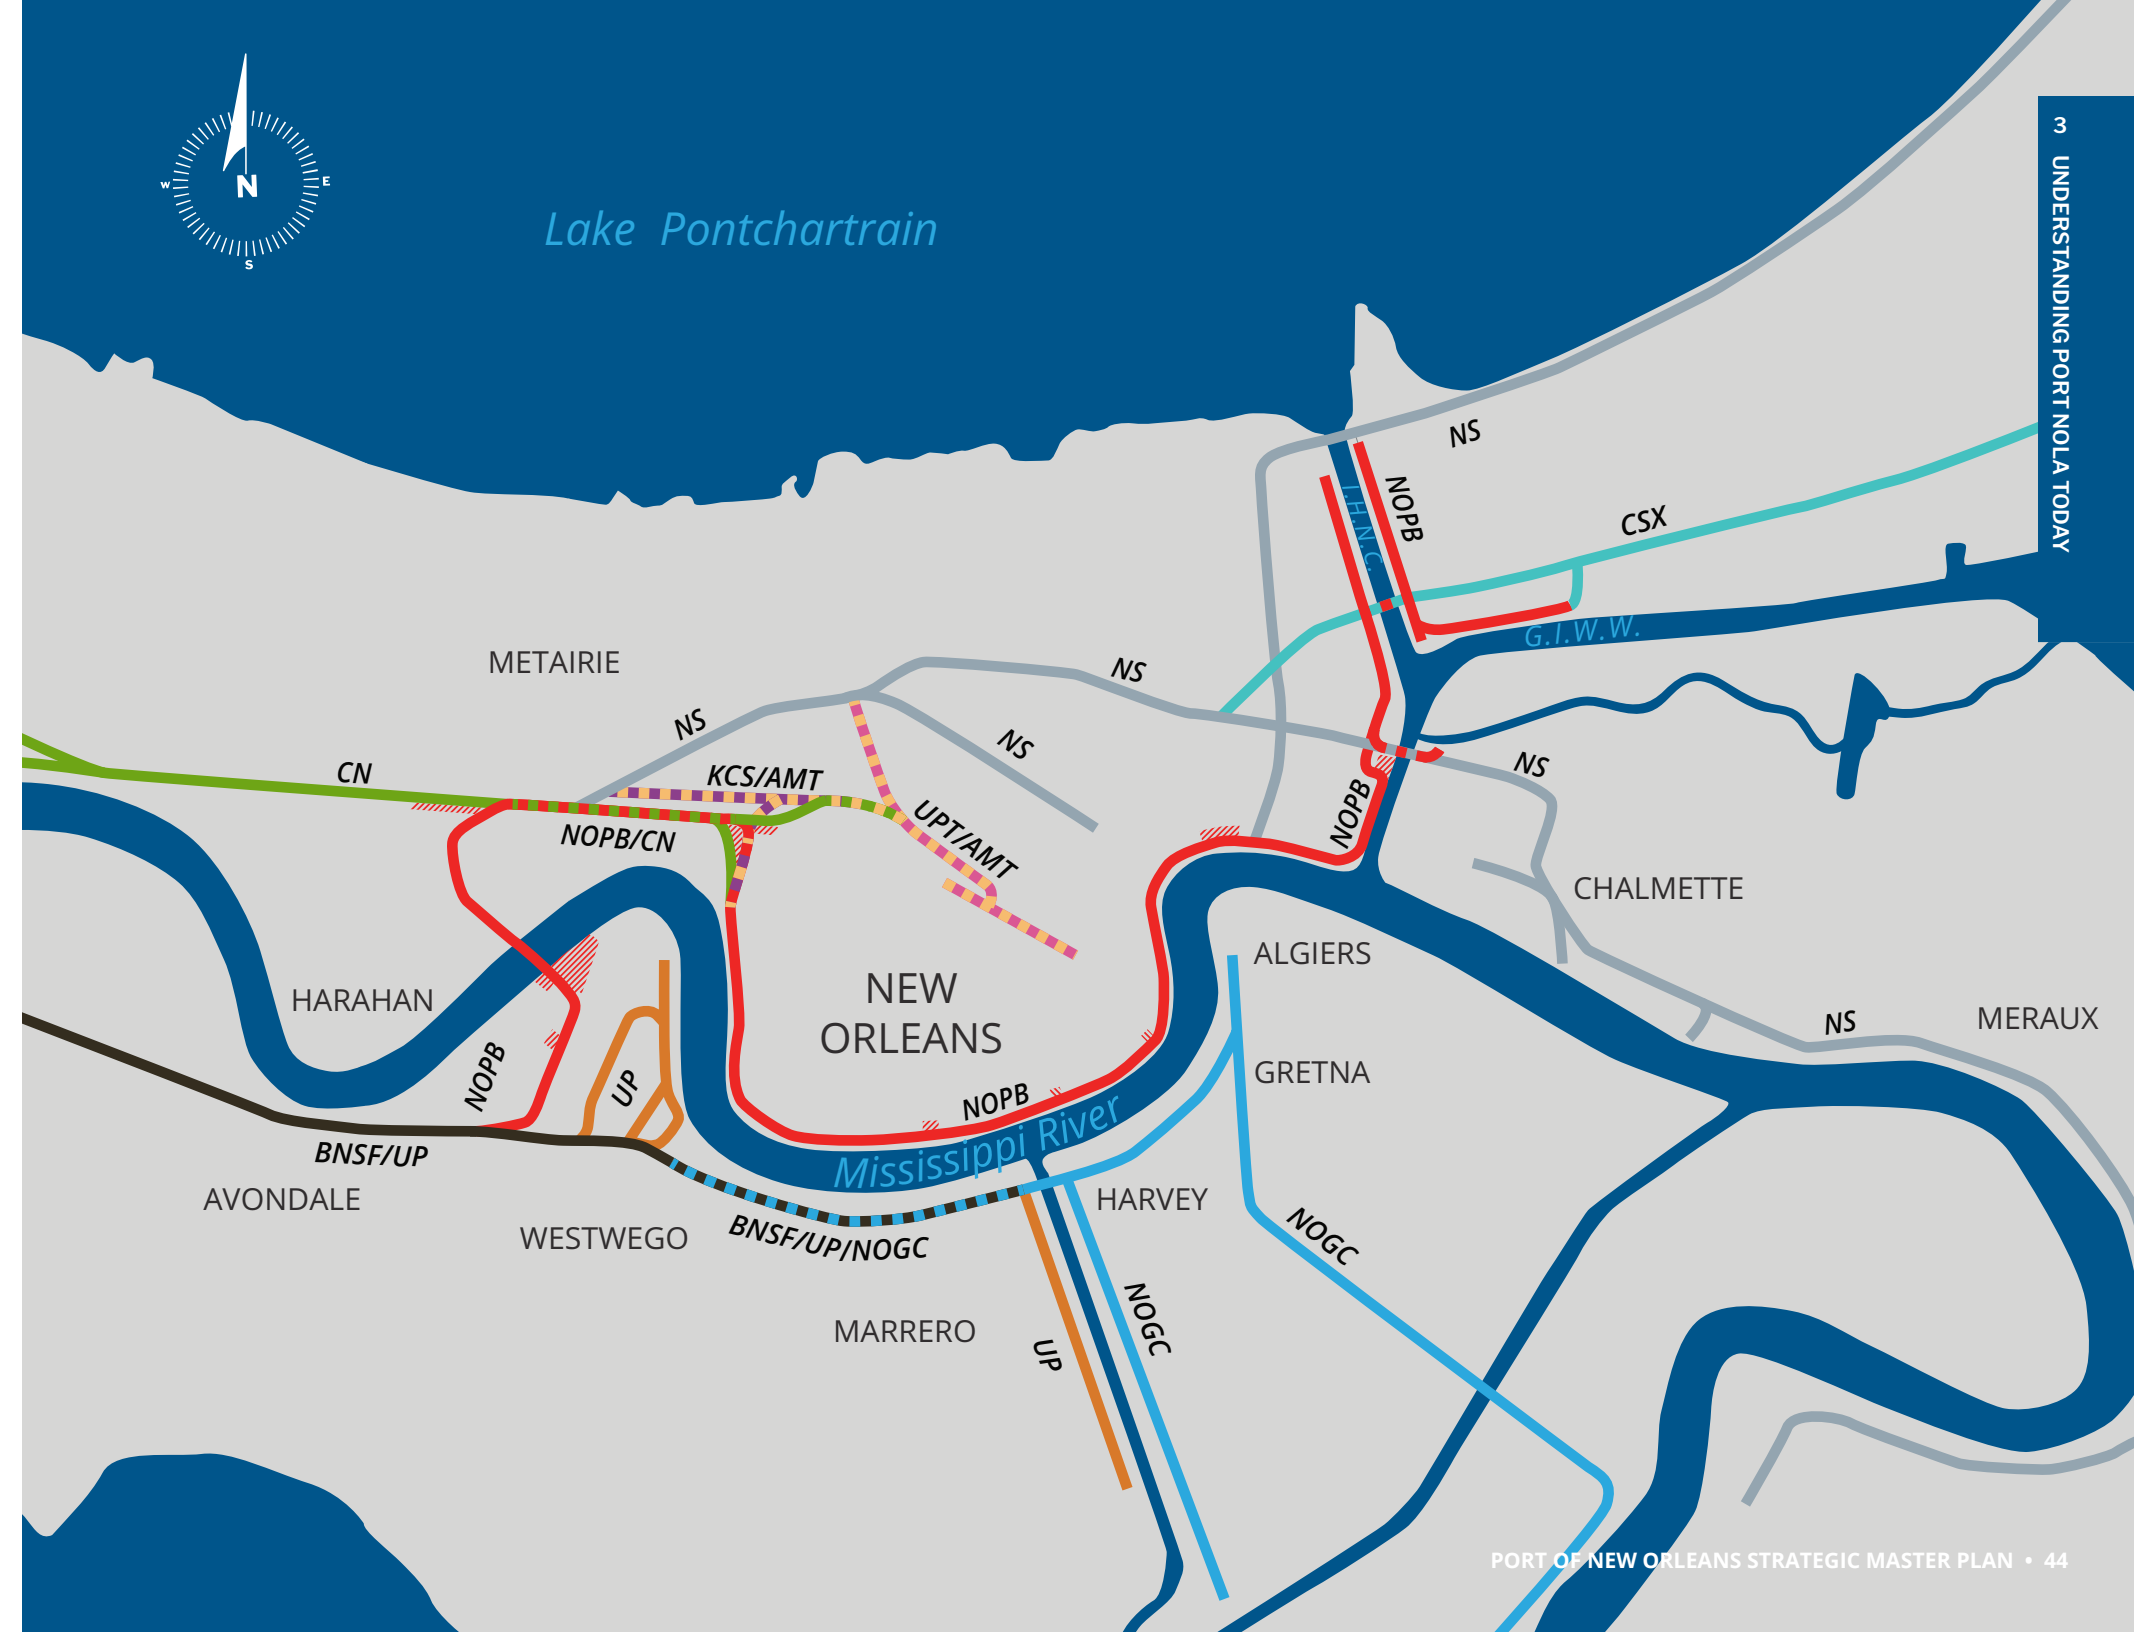 N
W
E
S
Lake Pontchartrain
3 UNDERSTANDING PORT NOLA TODAY
NS
NOPB
I.H.N.C.
CSX
G.I.W.W.
METAIRIE
NS
NS
NS
NS
CN
KCS/AMT
NOPB/CN
UPT/AMT
NOPB
CHALMETTE
ALGIERS
NEW
ORLEANS
HARAHAN
MERAUX
NS
GRETNA
NOPB
UP
NOPB
Mississippi River
BNSF/UP
AVONDALE
HARVEY
WESTWEGO
BNSF/UP/NOGC
NOGC
NOGC
MARRERO
UP
PORT OF NEW ORLEANS STRATEGIC MASTER PLAN • 44